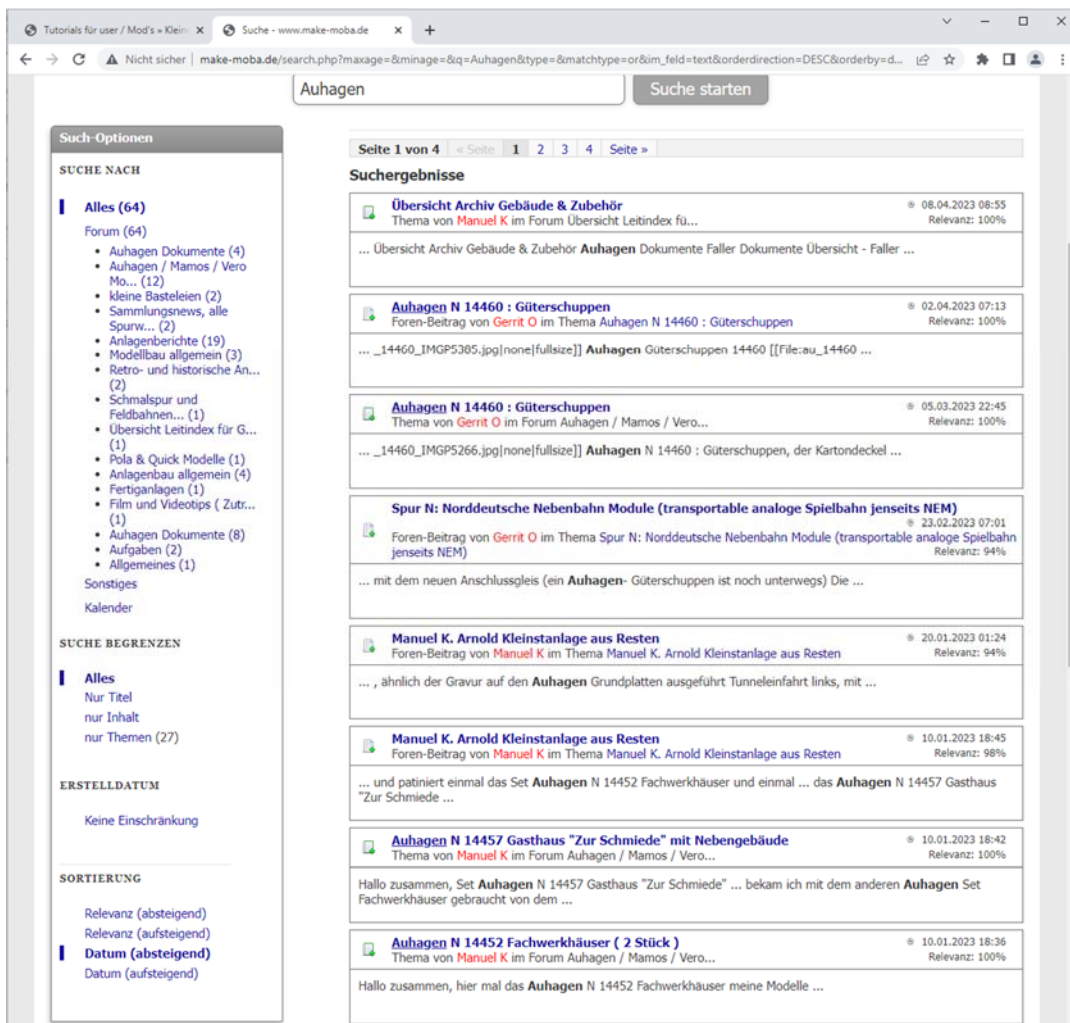 Tutorials für user / Mod's » Klein
Suche - www.make-moba.de
Nicht sicher | make-moba.de/search.php?maxage=&minage=&q=Auhagen&type=&matchtype=or&im_feld=text&orderdirection=DESC&orderby=d...
Auhagen
Suche starten
Such-Optionen
SUCHE NACH
Alles (64)
Forum (64)
• Auhagen Dokumente (4)
• Auhagen / Mamos / Vero
Mo... (12)
• kleine Basteleien (2)
• Sammlungsnews, alle
Spurw... (2)
• Anlagenberichte (19)
• Modellbau allgemein (3)
• Retro- und historische An...
(2)
• Schmalspur und
Feldbahnen... (1)
• Übersicht Leitindex für G...
(1)
• Pola & Quick Modelle (1)
• Anlagenbau allgemein (4)
• Fertiganlagen (1)
• Film und Videotips ( Zutr...
(1)
• Auhagen Dokumente (8)
• Aufgaben (2)
• Allgemeines (1)
Sonstiges
Kalender
SUCHE BEGRENZEN
Alles
Nur Titel
nur Inhalt
nur Themen (27)
ERSTELLDATUM
Keine Einschränkung
SORTIERUNG
Relevanz (absteigend)
Relevanz (aufsteigend)
Datum (absteigend)
Datum (aufsteigend)
Seite 1 von 4 « Seite 1 2 3 4 Seite »
Suchergebnisse
Übersicht Archiv Gebäude & Zubehör 08.04.2023 08:55
Thema von Manuel K im Forum Übersicht Leitindex fü... Relevanz: 100%
... Übersicht Archiv Gebäude & Zubehör Auhagen Dokumente Faller Dokumente Übersicht - Faller ...
Auhagen N 14460 : Güterschuppen 02.04.2023 07:13
Foren-Beitrag von Gerrit O im Thema Auhagen N 14460 : Güterschuppen Relevanz: 100%
... _14460_IMGP5385.jpg|none|fullsize]] Auhagen Güterschuppen 14460 [[File:au_14460 ...
Auhagen N 14460 : Güterschuppen 05.03.2023 22:45
Thema von Gerrit O im Forum Auhagen / Mamos / Vero... Relevanz: 100%
... _14460_IMGP5266.jpg|none|fullsize]] Auhagen N 14460 : Güterschuppen, der Kartondeckel ...
Spur N: Norddeutsche Nebenbahn Module (transportable analoge Spielbahn jenseits NEM)
23.02.2023 07:01
Foren-Beitrag von Gerrit O im Thema Spur N: Norddeutsche Nebenbahn Module (transportable analoge Spielbahn
jenseits NEM) Relevanz: 94%
... mit dem neuen Anschlussgleis (ein Auhagen- Güterschuppen ist noch unterwegs) Die ...
Manuel K. Arnold Kleinstanlage aus Resten 20.01.2023 01:24
Foren-Beitrag von Manuel K im Thema Manuel K. Arnold Kleinstanlage aus Resten Relevanz: 94%
... , ähnlich der Gravur auf den Auhagen Grundplatten ausgeführt Tunneleinfahrt links, mit ...
Manuel K. Arnold Kleinstanlage aus Resten 10.01.2023 18:45
Foren-Beitrag von Manuel K im Thema Manuel K. Arnold Kleinstanlage aus Resten Relevanz: 98%
... und patiniert einmal das Set Auhagen N 14452 Fachwerkhäuser und einmal ... das Auhagen N 14457 Gasthaus
"Zur Schmiede ...
Auhagen N 14457 Gasthaus "Zur Schmiede" mit Nebengebäude 10.01.2023 18:42
Thema von Manuel K im Forum Auhagen / Mamos / Vero... Relevanz: 100%
Hallo zusammen, Set Auhagen N 14457 Gasthaus "Zur Schmiede" ... bekam ich mit dem anderen Auhagen Set
Fachwerkhäuser gebraucht von dem ...
Auhagen N 14452 Fachwerkhäuser ( 2 Stück ) 10.01.2023 18:36
Thema von Manuel K im Forum Auhagen / Mamos / Vero... Relevanz: 100%
Hallo zusammen, hier mal das Auhagen N 14452 Fachwerkhäuser meine Modelle ...